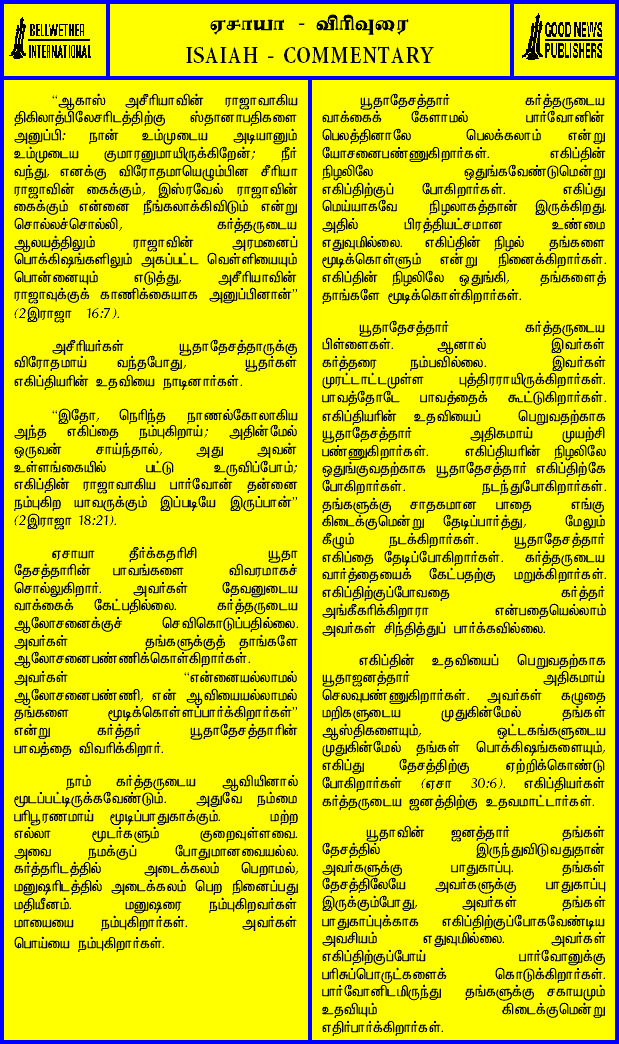 BELLWETHER
INTERNATIONAL
ஏசாயா - விரிவுரை
ISAIAH - COMMENTARY
GOOD NEWS
PUBLISHERS
“ஆகாஸ் அசீரியாவின் ராஜாவாகிய
திகிலாத்பிலேசரிடத்திற்கு ஸ்தானாபதிகளை
அனுப்பி: நான் உம்முடைய அடியானும்
உம்முடைய குமாரனுமாயிருக்கிறேன்; நீர்
வந்து, எனக்கு விரோதமாயெழும்பின சீரியா
ராஜாவின் கைக்கும், இஸ்ரவேல் ராஜாவின்
கைக்கும் என்னை நீங்கலாக்கிவிடும் என்று
சொல்லச்சொல்லி, கர்த்தருடைய
ஆலயத்திலும் ராஜாவின் அரமனைப்
பொக்கிஷங்களிலும் அகப்பட்ட வெள்ளியையும்
பொன்னையும் எடுத்து, அசீரியாவின்
ராஜாவுக்குக் காணிக்கையாக அனுப்பினான்”
(2இராஜா 16:7).
அசீரியர்கள் யூதாதேசத்தாருக்கு
விரோதமாய் வந்தபோது, யூதர்கள்
எகிப்தியரின் உதவியை நாடினார்கள்.
“இதோ, நெரிந்த நாணல்கோலாகிய
அந்த எகிப்தை நம்புகிறாய்; அதின்மேல்
ஒருவன் சாய்ந்தால், அது அவன்
உள்ளங்கையில் பட்டு உருவிப்போம்;
எகிப்தின் ராஜாவாகிய பார்வோன் தன்னை
நம்புகிற யாவருக்கும் இப்படியே இருப்பான்”
(2இராஜா 18:21).
ஏசாயா தீர்க்கதரிசி யூதா
தேசத்தாரின் பாவங்களை விவரமாகச்
சொல்லுகிறார். அவர்கள் தேவனுடைய
வாக்கைக் கேட்பதில்லை. கர்த்தருடைய
ஆலோசனைக்குச் செவிகொடுப்பதில்லை.
அவர்கள் தங்களுக்குத் தாங்களே
ஆலோசனைபண்ணிக்கொள்கிறார்கள்.
அவர்கள் “என்னையல்லாமல்
ஆலோசனைபண்ணி, என் ஆவியையல்லாமல்
தங்களை மூடிக்கொள்ளப்பார்க்கிறார்கள்”
என்று கர்த்தர் யூதாதேசத்தாரின்
பாவத்தை விவரிக்கிறார்.
நாம் கர்த்தருடைய ஆவியினால்
மூடப்பட்டிருக்கவேண்டும். அதுவே நம்மை
பரிபூரணமாய் மூடிப்பாதுகாக்கும். மற்ற
எல்லா மூடர்களும் குறைவுள்ளவை.
அவை நமக்குப் போதுமானவையல்ல.
கர்த்தரிடத்தில் அடைக்கலம் பெறாமல்,
மனுஷரிடத்தில் அடைக்கலம் பெற நினைப்பது
மதியீனம். மனுஷரை நம்புகிறவர்கள்
மாயையை நம்புகிறார்கள். அவர்கள்
பொய்யை நம்புகிறார்கள்.
யூதாதேசத்தார் கர்த்தருடைய
வாக்கைக் கேளாமல் பார்வோனின்
பெலத்தினாலே பெலக்கலாம் என்று
யோசனைபண்ணுகிறார்கள். எகிப்தின்
நிழலிலே ஒதுங்கவேண்டுமென்று
எகிப்திற்குப் போகிறார்கள். எகிப்து
மெய்யாகவே நிழலாகத்தான் இருக்கிறது.
அதில் பிரத்தியட்சமான உண்மை
எதுவுமில்லை. எகிப்தின் நிழல் தங்களை
மூடிக்கொள்ளும் என்று நினைக்கிறார்கள்.
எகிப்தின் நிழலிலே ஒதுங்கி, தங்களைத்
தாங்களே மூடிக்கொள்கிறார்கள்.
யூதாதேசத்தார் கர்த்தருடைய
பிள்ளைகள். ஆனால் இவர்கள்
கர்த்தரை நம்பவில்லை. இவர்கள்
முரட்டாட்டமுள்ள புத்திரராயிருக்கிறார்கள்.
பாவத்தோடே பாவத்தைக் கூட்டுகிறார்கள்.
எகிப்தியரின் உதவியைப் பெறுவதற்காக
யூதாதேசத்தார் அதிகமாய் முயற்சி
பண்ணுகிறார்கள். எகிப்தியரின் நிழலிலே
ஒதுங்குவதற்காக யூதாதேசத்தார் எகிப்திற்கே
போகிறார்கள். நடந்துபோகிறார்கள்.
தங்களுக்கு சாதகமான பாதை எங்கு
கிடைக்குமென்று தேடிப்பார்த்து, மேலும்
கீழும் நடக்கிறார்கள். யூதாதேசத்தார்
எகிப்தை தேடிப்போகிறார்கள். கர்த்தருடைய
வார்த்தையைக் கேட்பதற்கு மறுக்கிறார்கள்.
எகிப்திற்குப்போவதை கர்த்தர்
அங்கீகரிக்கிறாரா என்பதையெல்லாம்
அவர்கள் சிந்தித்துப் பார்க்கவில்லை.
எகிப்தின் உதவியைப் பெறுவதற்காக
யூதாஜனத்தார் அதிகமாய்
செலவுபண்ணுகிறார்கள். அவர்கள் கழுதை
மறிகளுடைய முதுகின்மேல் தங்கள்
ஆஸ்திகளையும், ஒட்டகங்களுடைய
முதுகின்மேல் தங்கள் பொக்கிஷங்களையும்,
எகிப்து தேசத்திற்கு ஏற்றிக்கொண்டு
போகிறார்கள் (ஏசா 30:6). எகிப்தியர்கள்
கர்த்தருடைய ஜனத்திற்கு உதவமாட்டார்கள்.
யூதாவின் ஜனத்தார் தங்கள்
தேசத்தில் இருந்துவிடுவதுதான்
அவர்களுக்கு பாதுகாப்பு. தங்கள்
தேசத்திலேயே அவர்களுக்கு பாதுகாப்பு
இருக்கும்போது, அவர்கள் தங்கள்
பாதுகாப்புக்காக எகிப்திற்குப்போகவேண்டிய
அவசியம் எதுவுமில்லை. அவர்கள்
எகிப்திற்குப்போய் பார்வோனுக்கு
பரிசுப்பொருட்களைக் கொடுக்கிறார்கள்.
பார்வோனிடமிருந்து தங்களுக்கு சகாயமும்
உதவியும் கிடைக்குமென்று
எதிர்பார்க்கிறார்கள்.